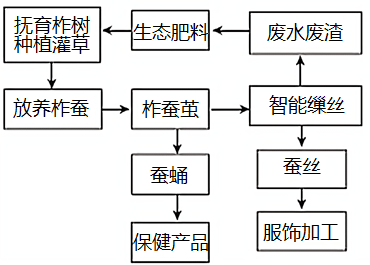 抚育柞树
种植灌草
生态肥料
废水废渣
放养柞蚕
柞蚕茧
智能缫丝
蚕蛹
蚕丝
保健产品
服饰加工